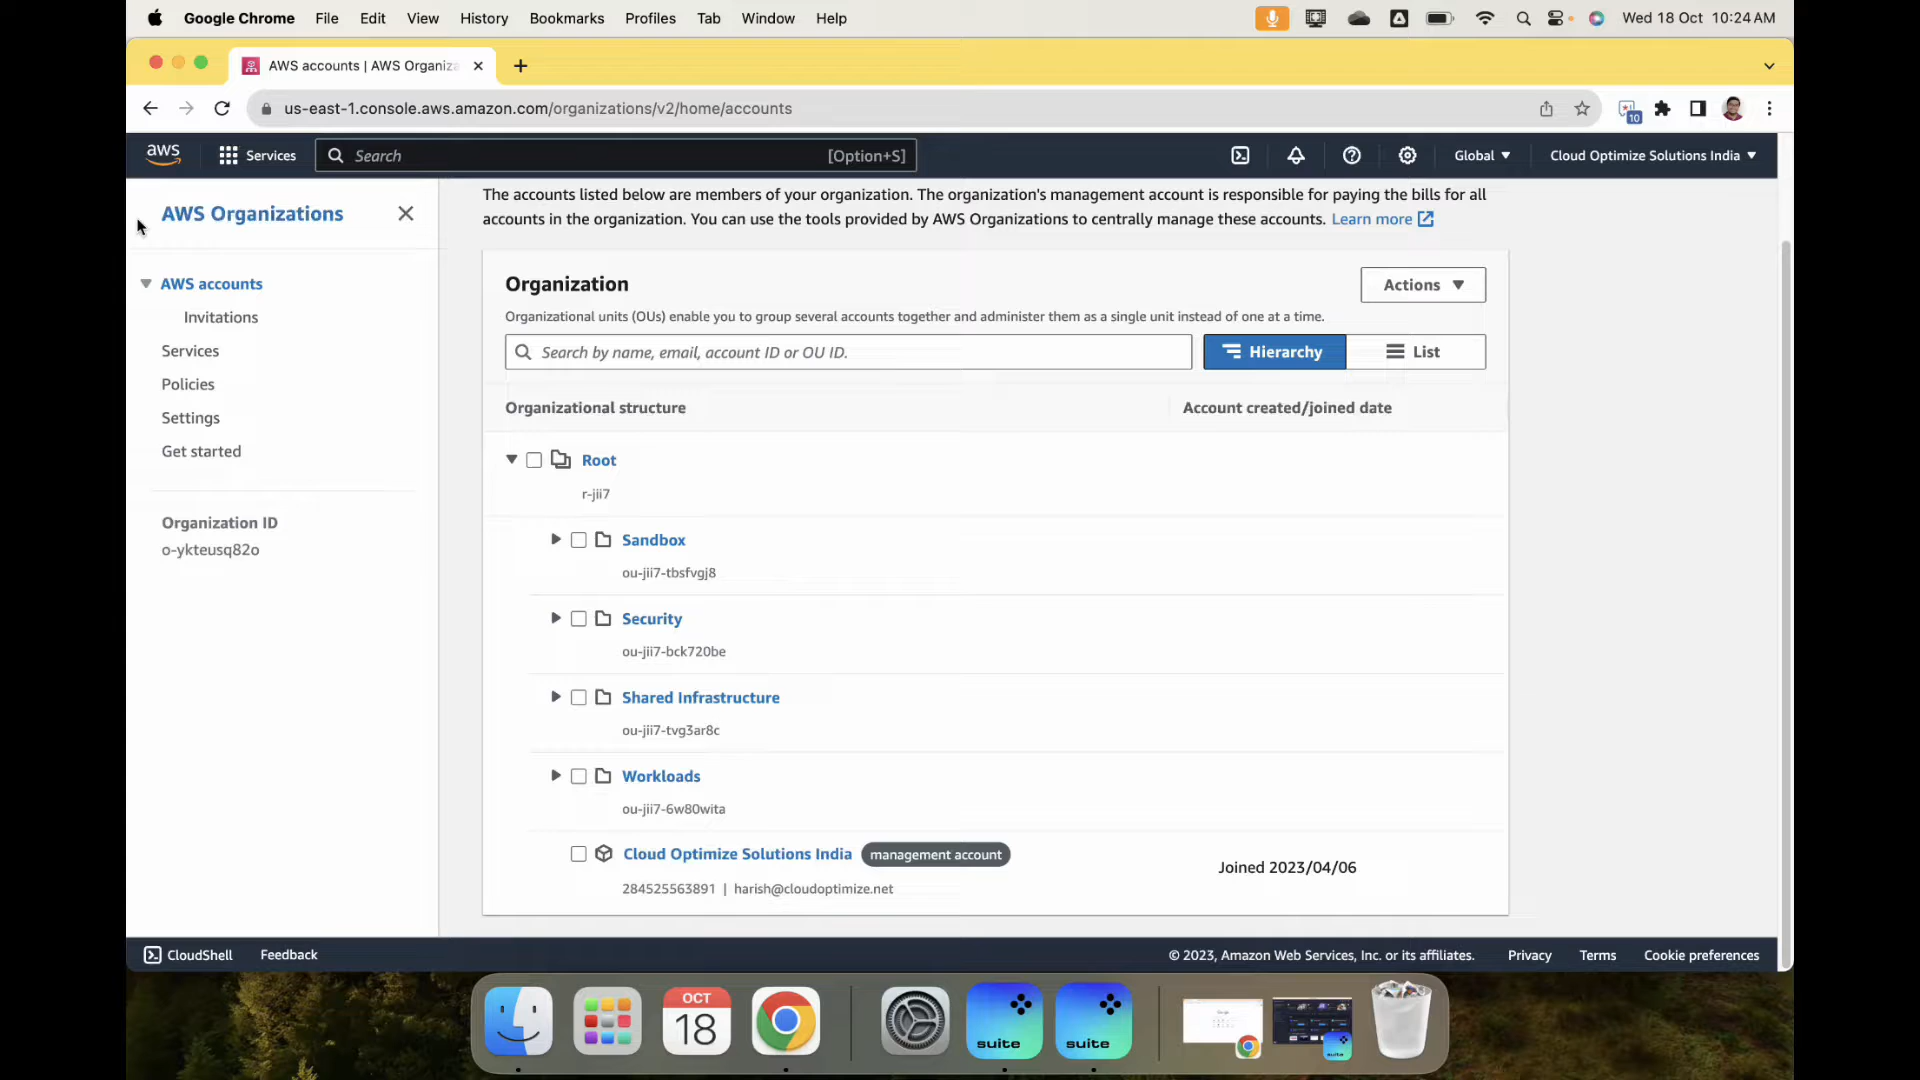 Google Chrome File Edit View History Bookmarks Profiles Tab Window Help Wed 18 Oct 10:24 AM
AWS accounts | AWS Organiza
us-east-1.console.aws.amazon.com/organizations/v2/home/accounts
10
aws Services Search [Option+S] Global Cloud Optimize Solutions India
AWS Organizations
AWS accounts
Invitations
Services
Policies
Settings
Get started
Organization ID
o-ykteusq82o
The accounts listed below are members of your organization. The organization's management account is responsible for paying the bills for all
accounts in the organization. You can use the tools provided by AWS Organizations to centrally manage these accounts. Learn more
Organization
Actions
Organizational units (OUs) enable you to group several accounts together and administer them as a single unit instead of one at a time.
Search by name, email, account ID or OU ID.
Hierarchy List
Organizational structure Account created/joined date
Root
r-jii7
Sandbox
ou-jii7-tbsfvgj8
Security
ou-jii7-bck720be
Shared Infrastructure
ou-jii7-tvg3ar8c
Workloads
ou-jii7-6w80wita
Cloud Optimize Solutions India management account
Joined 2023/04/06
284525563891 | harish@cloudoptimize.net
CloudShell Feedback © 2023, Amazon Web Services, Inc. or its affiliates. Privacy Terms Cookie preferences
OCT
18
suite
suite